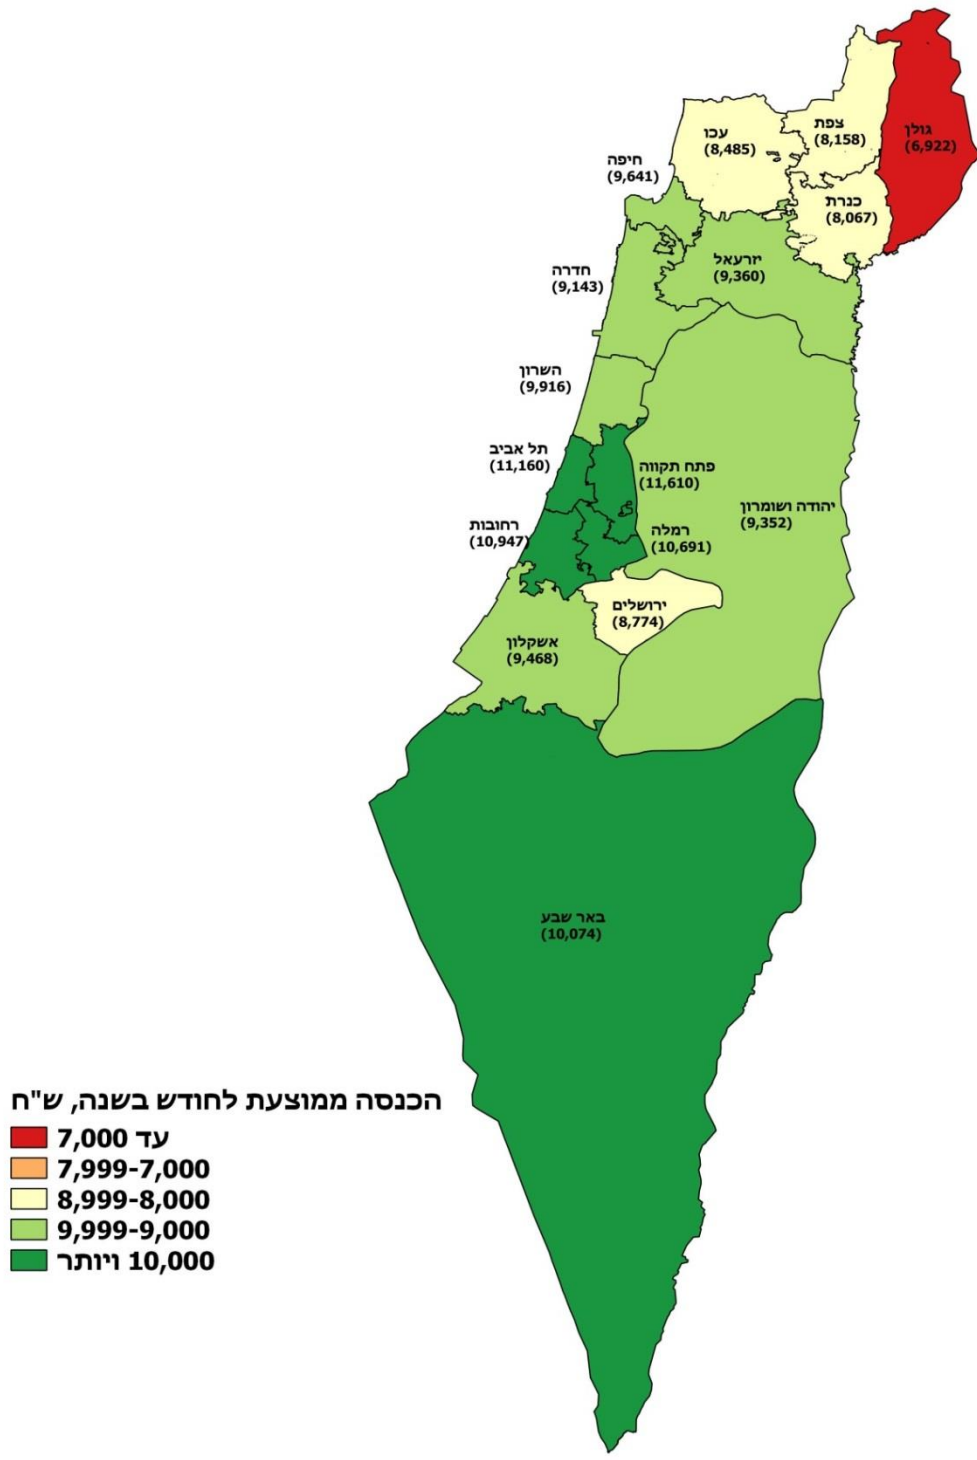 גולן
(6,922)
צפת
(8,158)
עכו
(8,485)
חיפה
(9,641)
כנרת
(8,067)
יזרעאל
(9,360)
חדרה
(9,143)
השרון
(9,916)
תל אביב
(11,160)
פתח תקווה
(11,610)
יהודה ושומרון
(9,352)
רחובות
(10,947)
רמלה
(10,691)
ירושלים
(8,774)
אשקלון
(9,468)
באר שבע
(10,074)
הכנסה ממוצעת לחודש בשנה, ש"ח
עד 7,000
7,999-7,000
8,999-8,000
9,999-9,000
10,000 ויותר